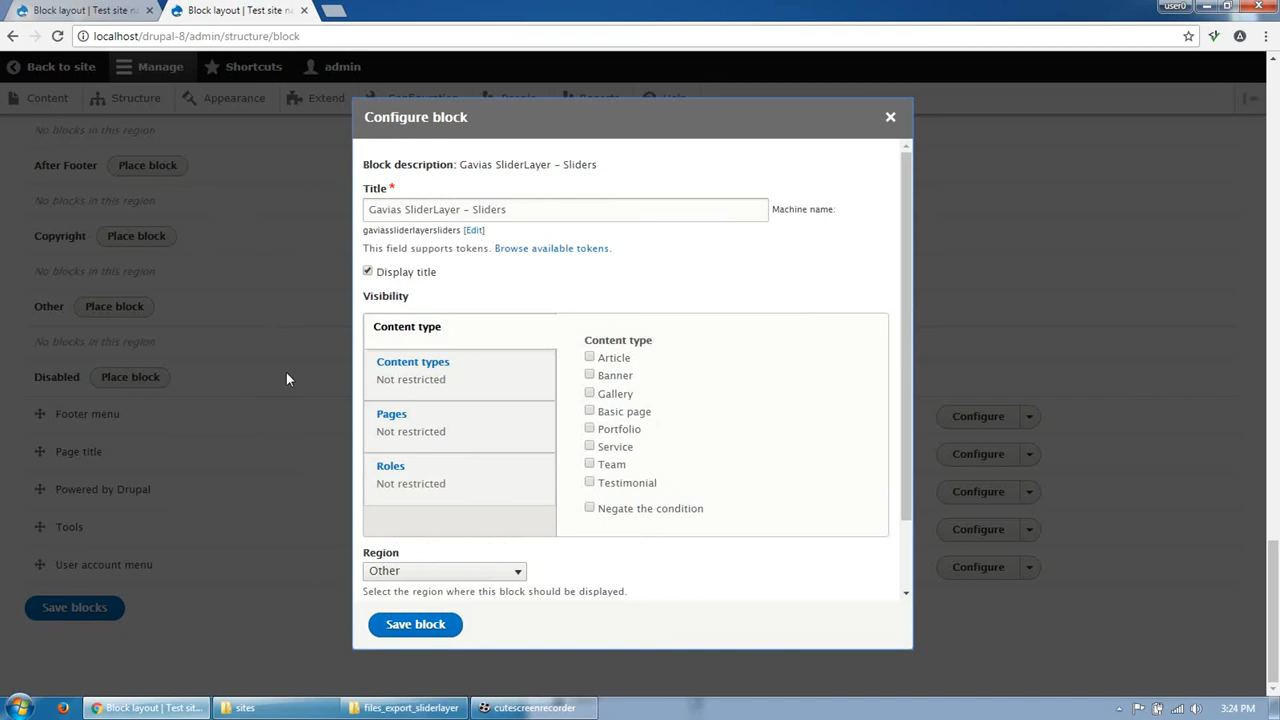 Block layout | Test site na
Block layout | Test site na
user0
localhost/drupal-8/admin/structure/block
Back to site
Manage
Shortcuts
admin
Content
Structure
Appearance
Extend
Configuration
People
Reports
Help
Configure block
No blocks in this region
After Footer
Place block
No blocks in this region
Copyright
Place block
No blocks in this region
Other
Place block
No blocks in this region
Disabled
Place block
Footer menu
Configure
Page title
Configure
Powered by Drupal
Configure
Tools
Configure
User account menu
Configure
Save blocks
Block description: Gavias SliderLayer – Sliders
Title *
Gavias SliderLayer – Sliders
Machine name:
gaviassliderlayersliders [Edit]
This field supports tokens. Browse available tokens.
Display title
Visibility
Content type
Content types
Not restricted
Pages
Not restricted
Roles
Not restricted
Content type
Article
Banner
Gallery
Basic page
Portfolio
Service
Team
Testimonial
Negate the condition
Region
Other
Select the region where this block should be displayed.
Save block
Block layout | Test sit...
sites
files_export_sliderlayer
cutescreenrecorder
3:24 PM